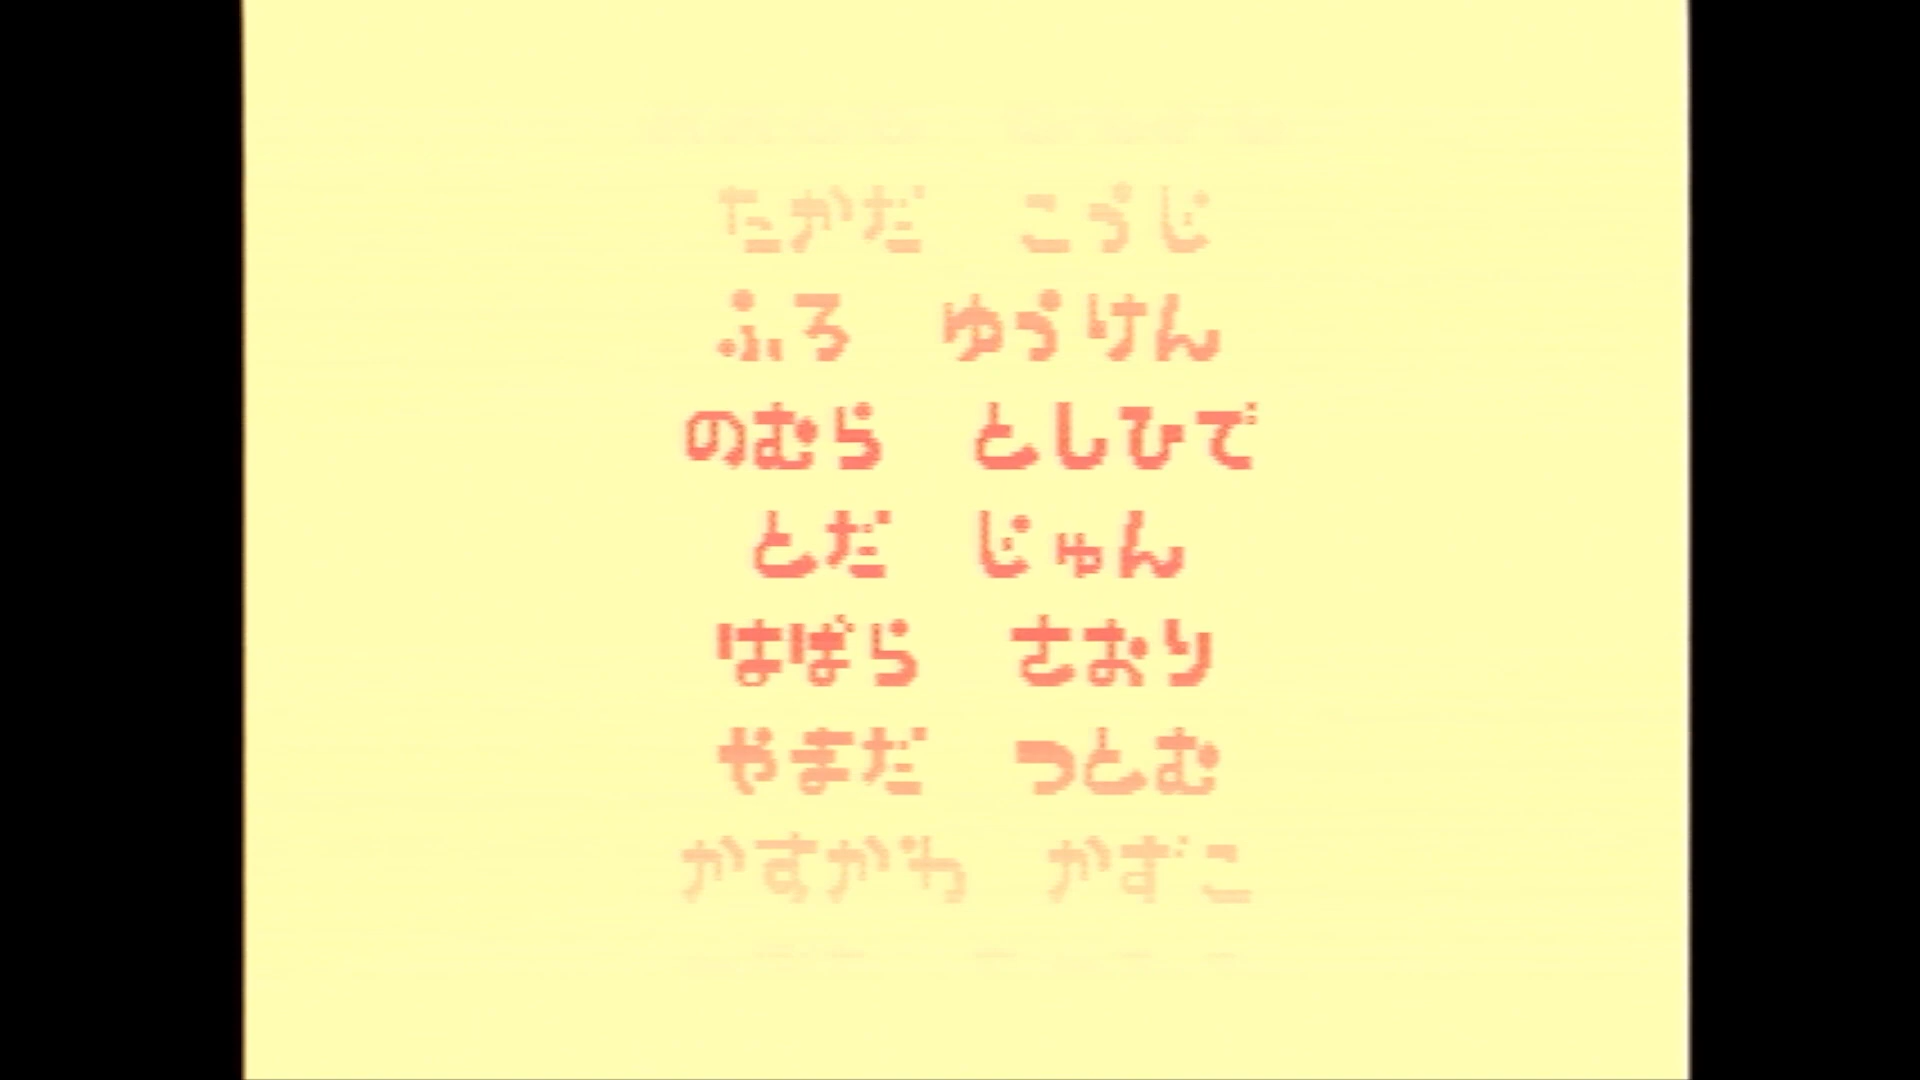 たかだ　こうじ
ふろ　ゆうけん
のむら　としひで
とだ　じゅん
はばら　さおり
やまだ　つとむ
かすかわ　かずこ